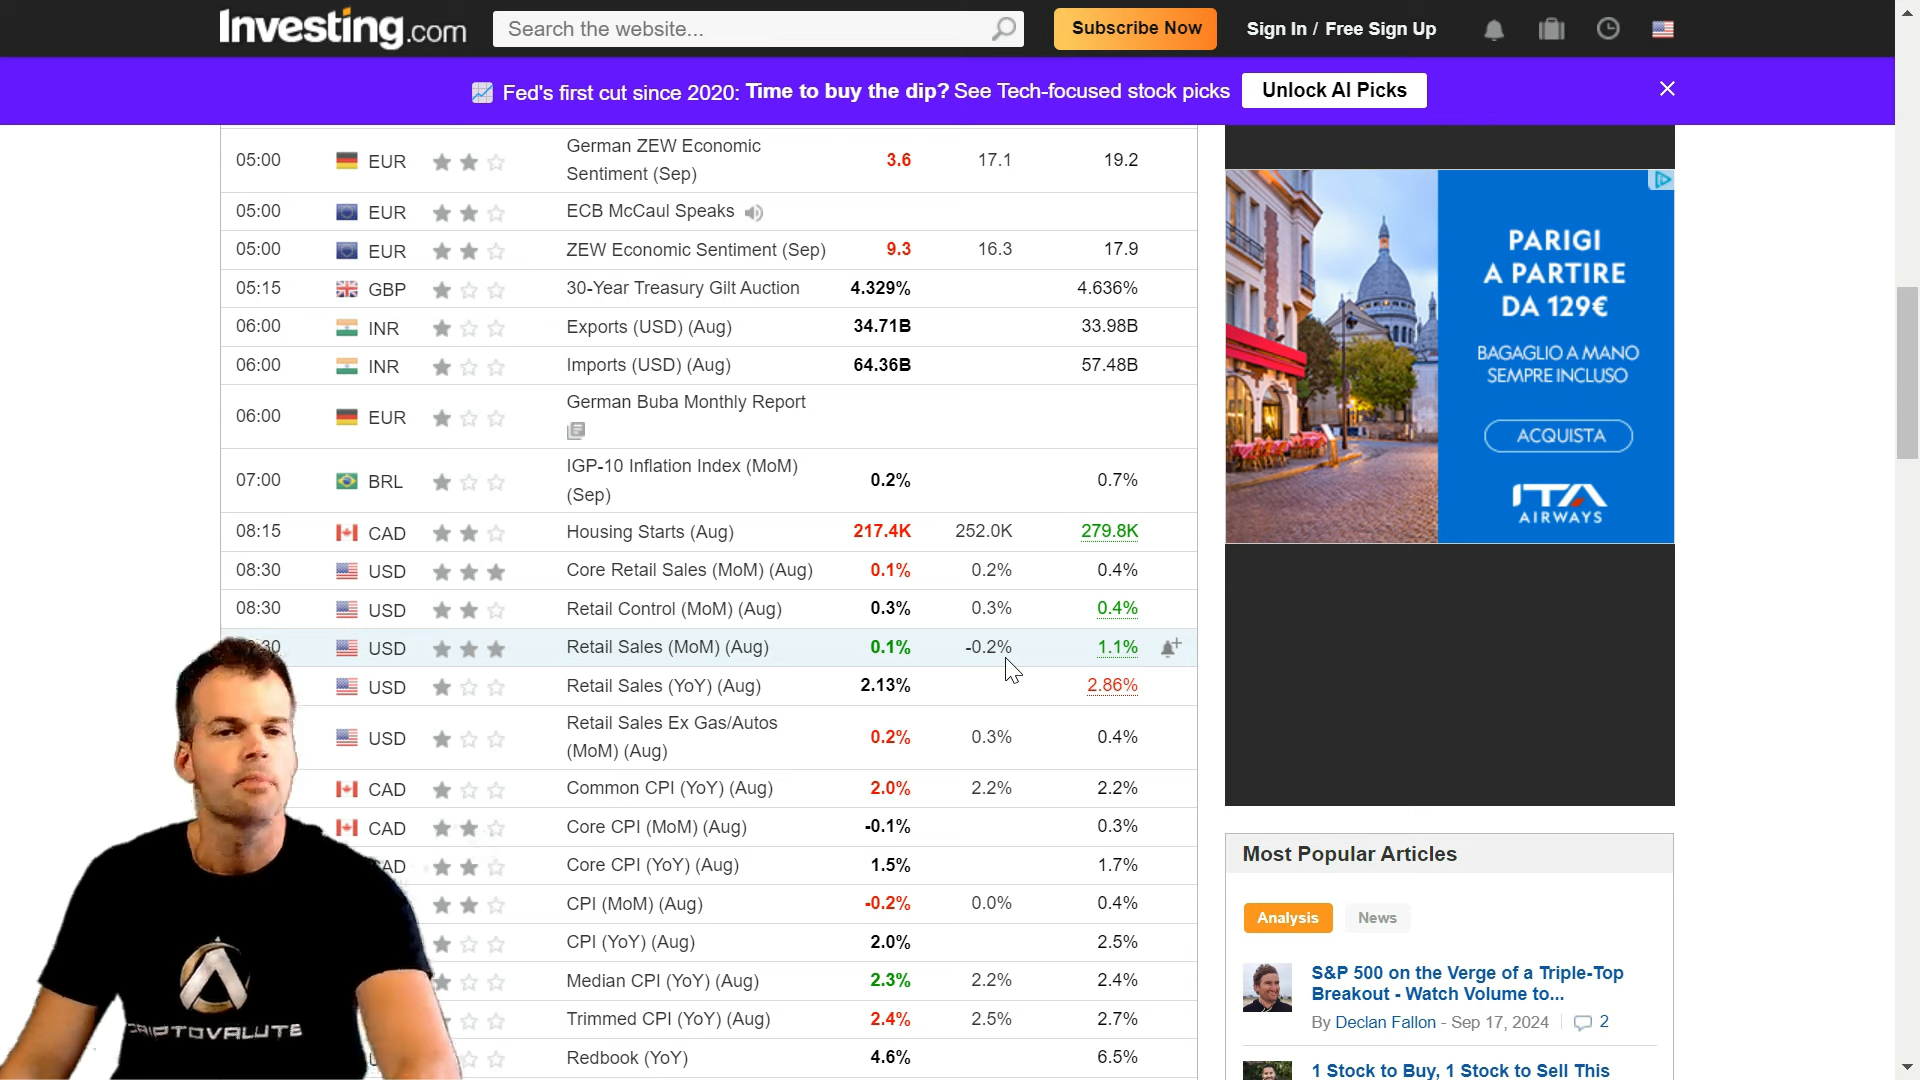 Investing.com
Search the website...
Subscribe Now
Sign In / Free Sign Up
Fed's first cut since 2020: Time to buy the dip? See Tech-focused stock picks
Unlock AI Picks
05:00 EUR German ZEW Economic Sentiment (Sep) 3.6 17.1 19.2
05:00 EUR ECB McCaul Speaks
05:00 EUR ZEW Economic Sentiment (Sep) 9.3 16.3 17.9
05:15 GBP 30-Year Treasury Gilt Auction 4.329% 4.636%
06:00 INR Exports (USD) (Aug) 34.71B 33.98B
06:00 INR Imports (USD) (Aug) 64.36B 57.48B
06:00 EUR German Buba Monthly Report
07:00 BRL IGP-10 Inflation Index (MoM) (Sep) 0.2% 0.7%
08:15 CAD Housing Starts (Aug) 217.4K 252.0K 279.8K
08:30 USD Core Retail Sales (MoM) (Aug) 0.1% 0.2% 0.4%
08:30 USD Retail Control (MoM) (Aug) 0.3% 0.3% 0.4%
USD Retail Sales (MoM) (Aug) 0.1% -0.2% 1.1%
USD Retail Sales (YoY) (Aug) 2.13% 2.86%
USD Retail Sales Ex Gas/Autos (MoM) (Aug) 0.2% 0.3% 0.4%
CAD Common CPI (YoY) (Aug) 2.0% 2.2% 2.2%
CAD Core CPI (MoM) (Aug) -0.1% 0.3%
Core CPI (YoY) (Aug) 1.5% 1.7%
CPI (MoM) (Aug) -0.2% 0.0% 0.4%
CPI (YoY) (Aug) 2.0% 2.5%
Median CPI (YoY) (Aug) 2.3% 2.2% 2.4%
Trimmed CPI (YoY) (Aug) 2.4% 2.5% 2.7%
Redbook (YoY) 4.6% 6.5%
PARIGI
A PARTIRE
DA 129€
BAGAGLIO A MANO
SEMPRE INCLUSO
ACQUISTA
ITA
AIRWAYS
Most Popular Articles
Analysis
News
S&P 500 on the Verge of a Triple-Top
Breakout - Watch Volume to...
By Declan Fallon - Sep 17, 2024 2
1 Stock to Buy, 1 Stock to Sell This